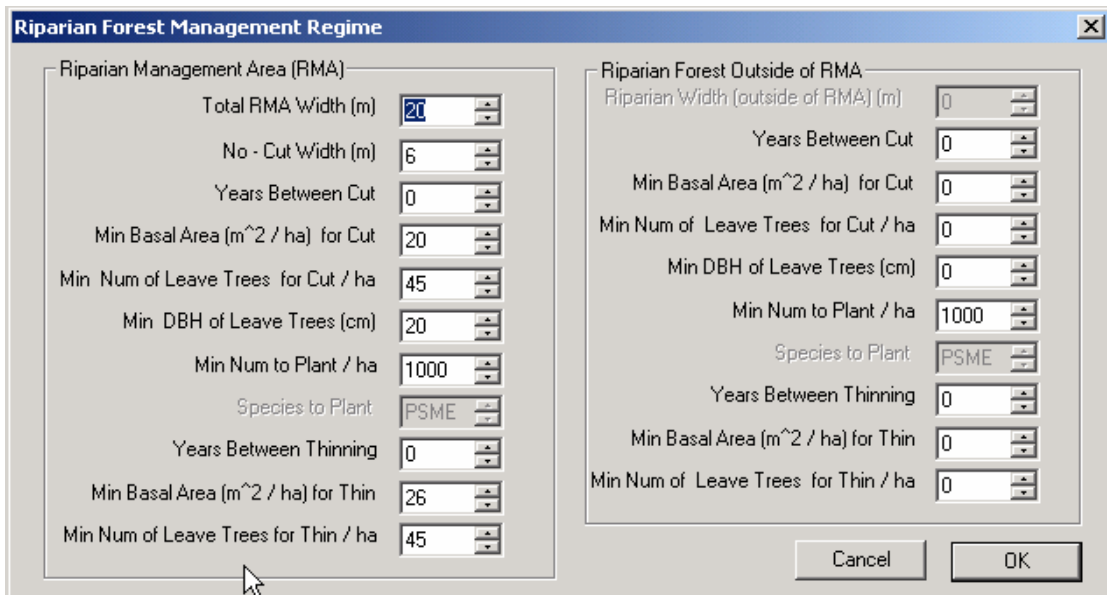 Riparian Forest Management Regime
Riparian Management Area (RMA)
Total RMA Width (m) 20
No - Cut Width (m) 6
Years Between Cut 0
Min Basal Area (m^2 / ha) for Cut 20
Min Num of Leave Trees for Cut / ha 45
Min DBH of Leave Trees (cm) 20
Min Num to Plant / ha 1000
Species to Plant PSME
Years Between Thinning 0
Min Basal Area (m^2 / ha) for Thin 26
Min Num of Leave Trees for Thin / ha 45
Riparian Forest Outside of RMA
Riparian Width (outside of RMA) (m) 0
Years Between Cut 0
Min Basal Area (m^2 / ha) for Cut 0
Min Num of Leave Trees for Cut / ha 0
Min DBH of Leave Trees (cm) 0
Min Num to Plant / ha 1000
Species to Plant PSME
Years Between Thinning 0
Min Basal Area (m^2 / ha) for Thin 0
Min Num of Leave Trees for Thin / ha 0
Cancel OK